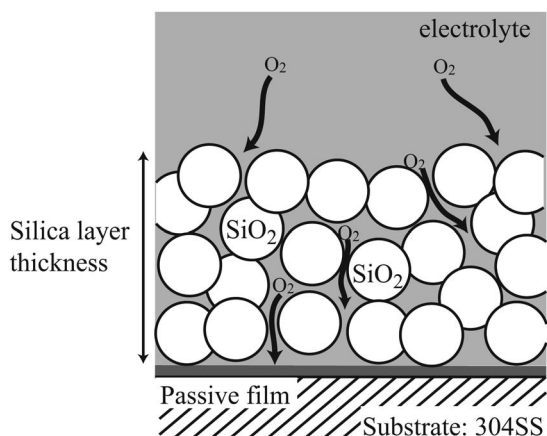 electrolyte
O₂
O₂
O₂
Silica layer
thickness
SiO₂
O₂
SiO₂
O₂
Passive film
Substrate: 304SS